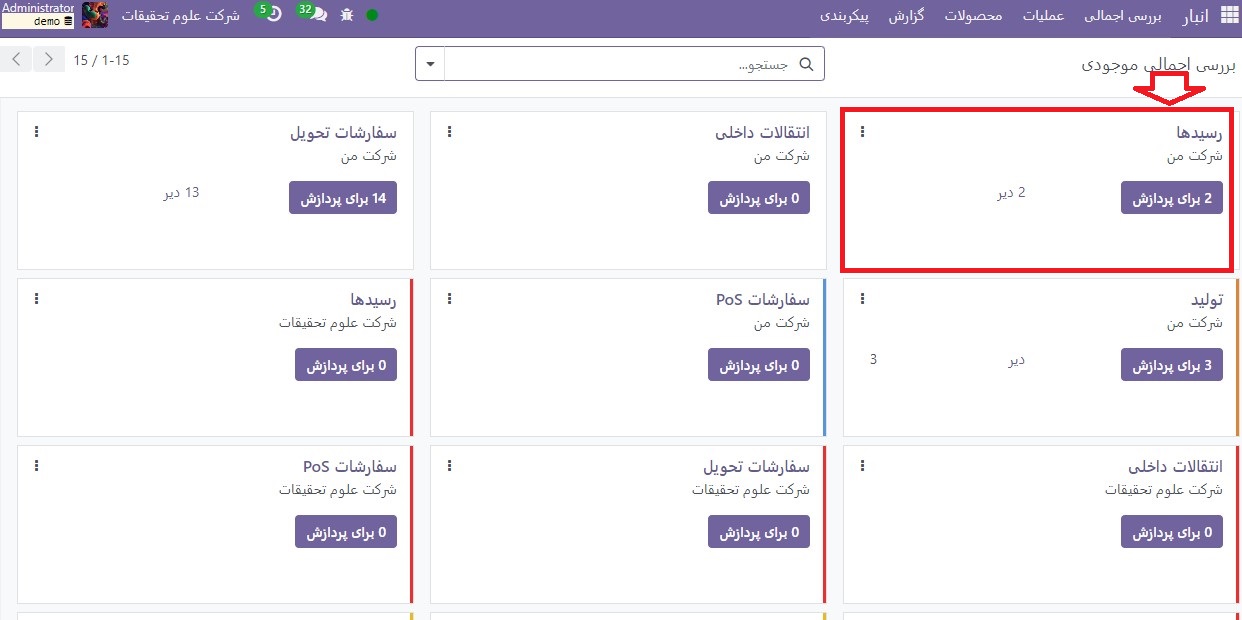 انبار بررسی اجمالی عملیات محصولات گزارش پیکربندی
32 5 شرکت علوم تحقیقات
Administrator
demo
بررسی اجمالی موجودی
جستجو...
1-15 / 15
رسیدها
شرکت من
2 برای پردازش
2 دیر
انتقالات داخلی
شرکت من
0 برای پردازش
سفارشات تحویل
شرکت من
14 برای پردازش
13 دیر
تولید
شرکت من
3 برای پردازش
دیر 3
سفارشات PoS
شرکت من
0 برای پردازش
رسیدها
شرکت علوم تحقیقات
0 برای پردازش
انتقالات داخلی
شرکت علوم تحقیقات
0 برای پردازش
سفارشات تحویل
شرکت علوم تحقیقات
0 برای پردازش
سفارشات PoS
شرکت علوم تحقیقات
0 برای پردازش